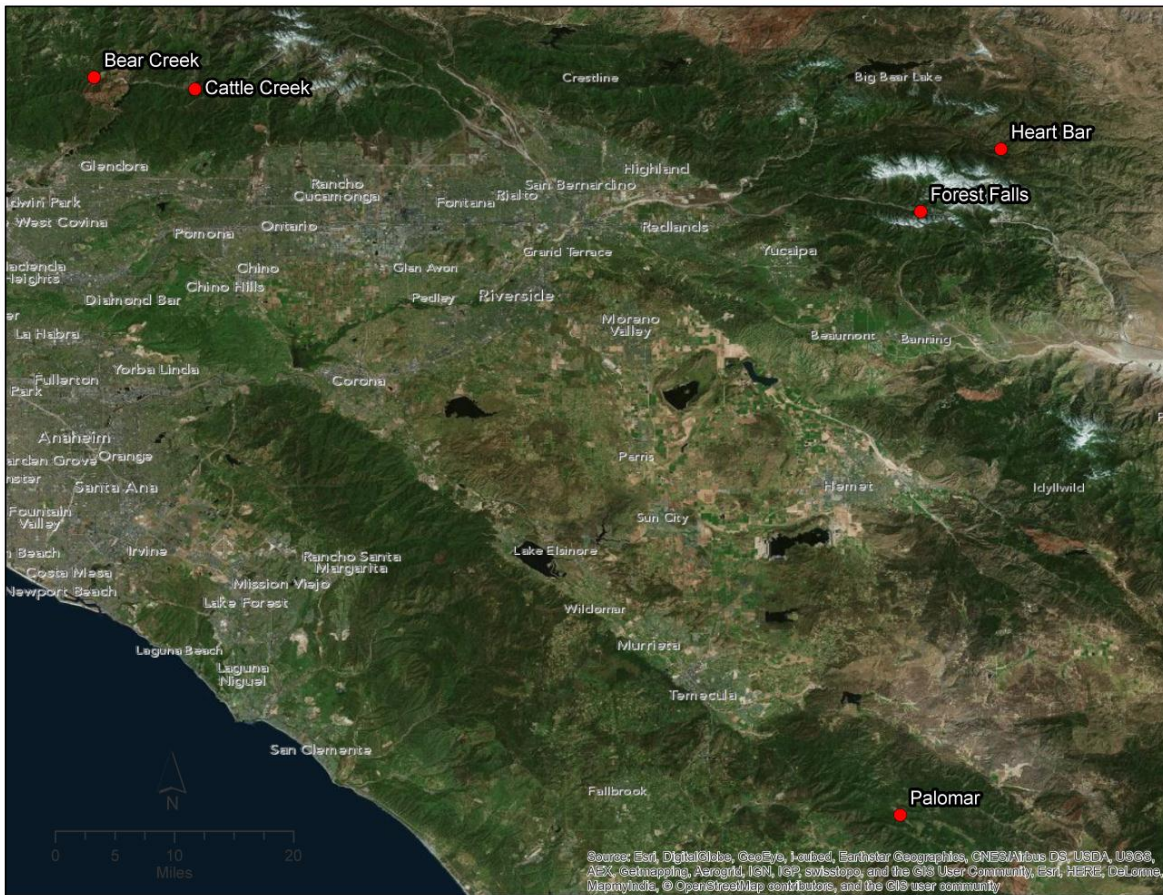 Bear Creek
Cattle Creek
Crestline
Big Bear Lake
Heart Bar
Glendora
Highland
Rancho
Cucamonga
San Bernardino
Rialto
Fontana
Forest Falls
ldwin Park
West Covina
Pomona
Ontario
Redlands
Grand Terrace
Yucaipa
Hacienda
Heights
Chino
Glen Avon
Chino Hills
Pedley
Riverside
Diamond Bar
Moreno
Valley
La Habra
Beaumont
Banning
Yorba Linda
Fullerton
Park
Corona
Anaheim
arden Grove
Orange
Perris
nster
Santa Ana
Hemet
Idyllwild
Fountain
Valley
Sun City
n Beach
Irvine
Rancho Santa
Margarita
Lake Elsinore
Costa Mesa
Mission Viejo
Newport Beach
Lake Forest
Wildomar
Laguna Beach
Murrieta
Laguna
Niguel
Temecula
San Clemente
N
Fallbrook
Palomar
0 5 10 20
Miles
Source: Esri, DigitalGlobe, GeoEye, i-cubed, Earthstar Geographics, CNES/Airbus DS, USDA, USGS,
AEX, Getmapping, Aerogrid, IGN, IGP, swisstopo, and the GIS User Community, Esri, HERE, DeLorme,
MapmyIndia, © OpenStreetMap contributors, and the GIS user community